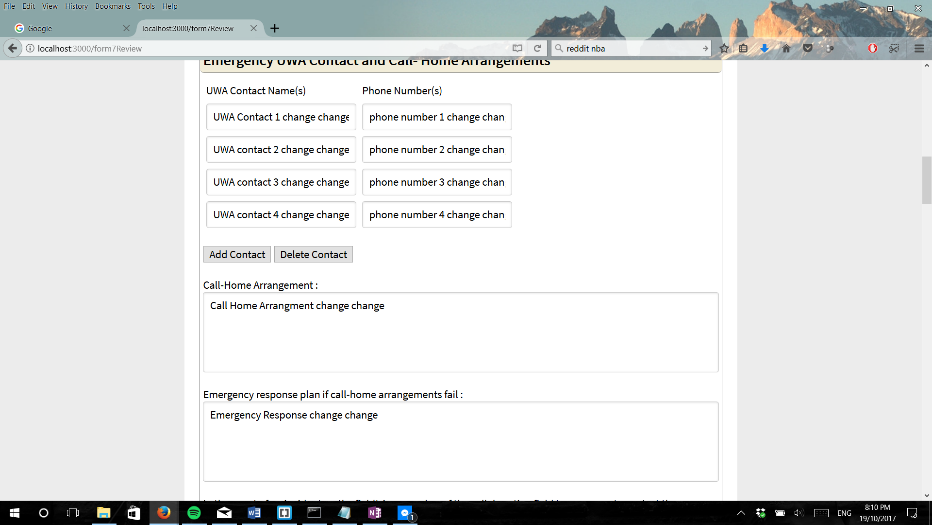 File Edit View History Bookmarks Tools Help
Google
localhost:3000/form/Review
localhost:3000/form/Review
reddit nba
Emergency UWA Contact and Call- Home Arrangements
UWA Contact Name(s) Phone Number(s)
UWA Contact 1 change change phone number 1 change chan
UWA contact 2 change change phone number 2 change chan
UWA contact 3 change change phone number 3 change chan
UWA contact 4 change change phone number 4 change chan
Add Contact Delete Contact
Call-Home Arrangement :
Call Home Arrangment change change
Emergency response plan if call-home arrangements fail :
Emergency Response change change
ENG
8:10 PM
19/10/2017
1